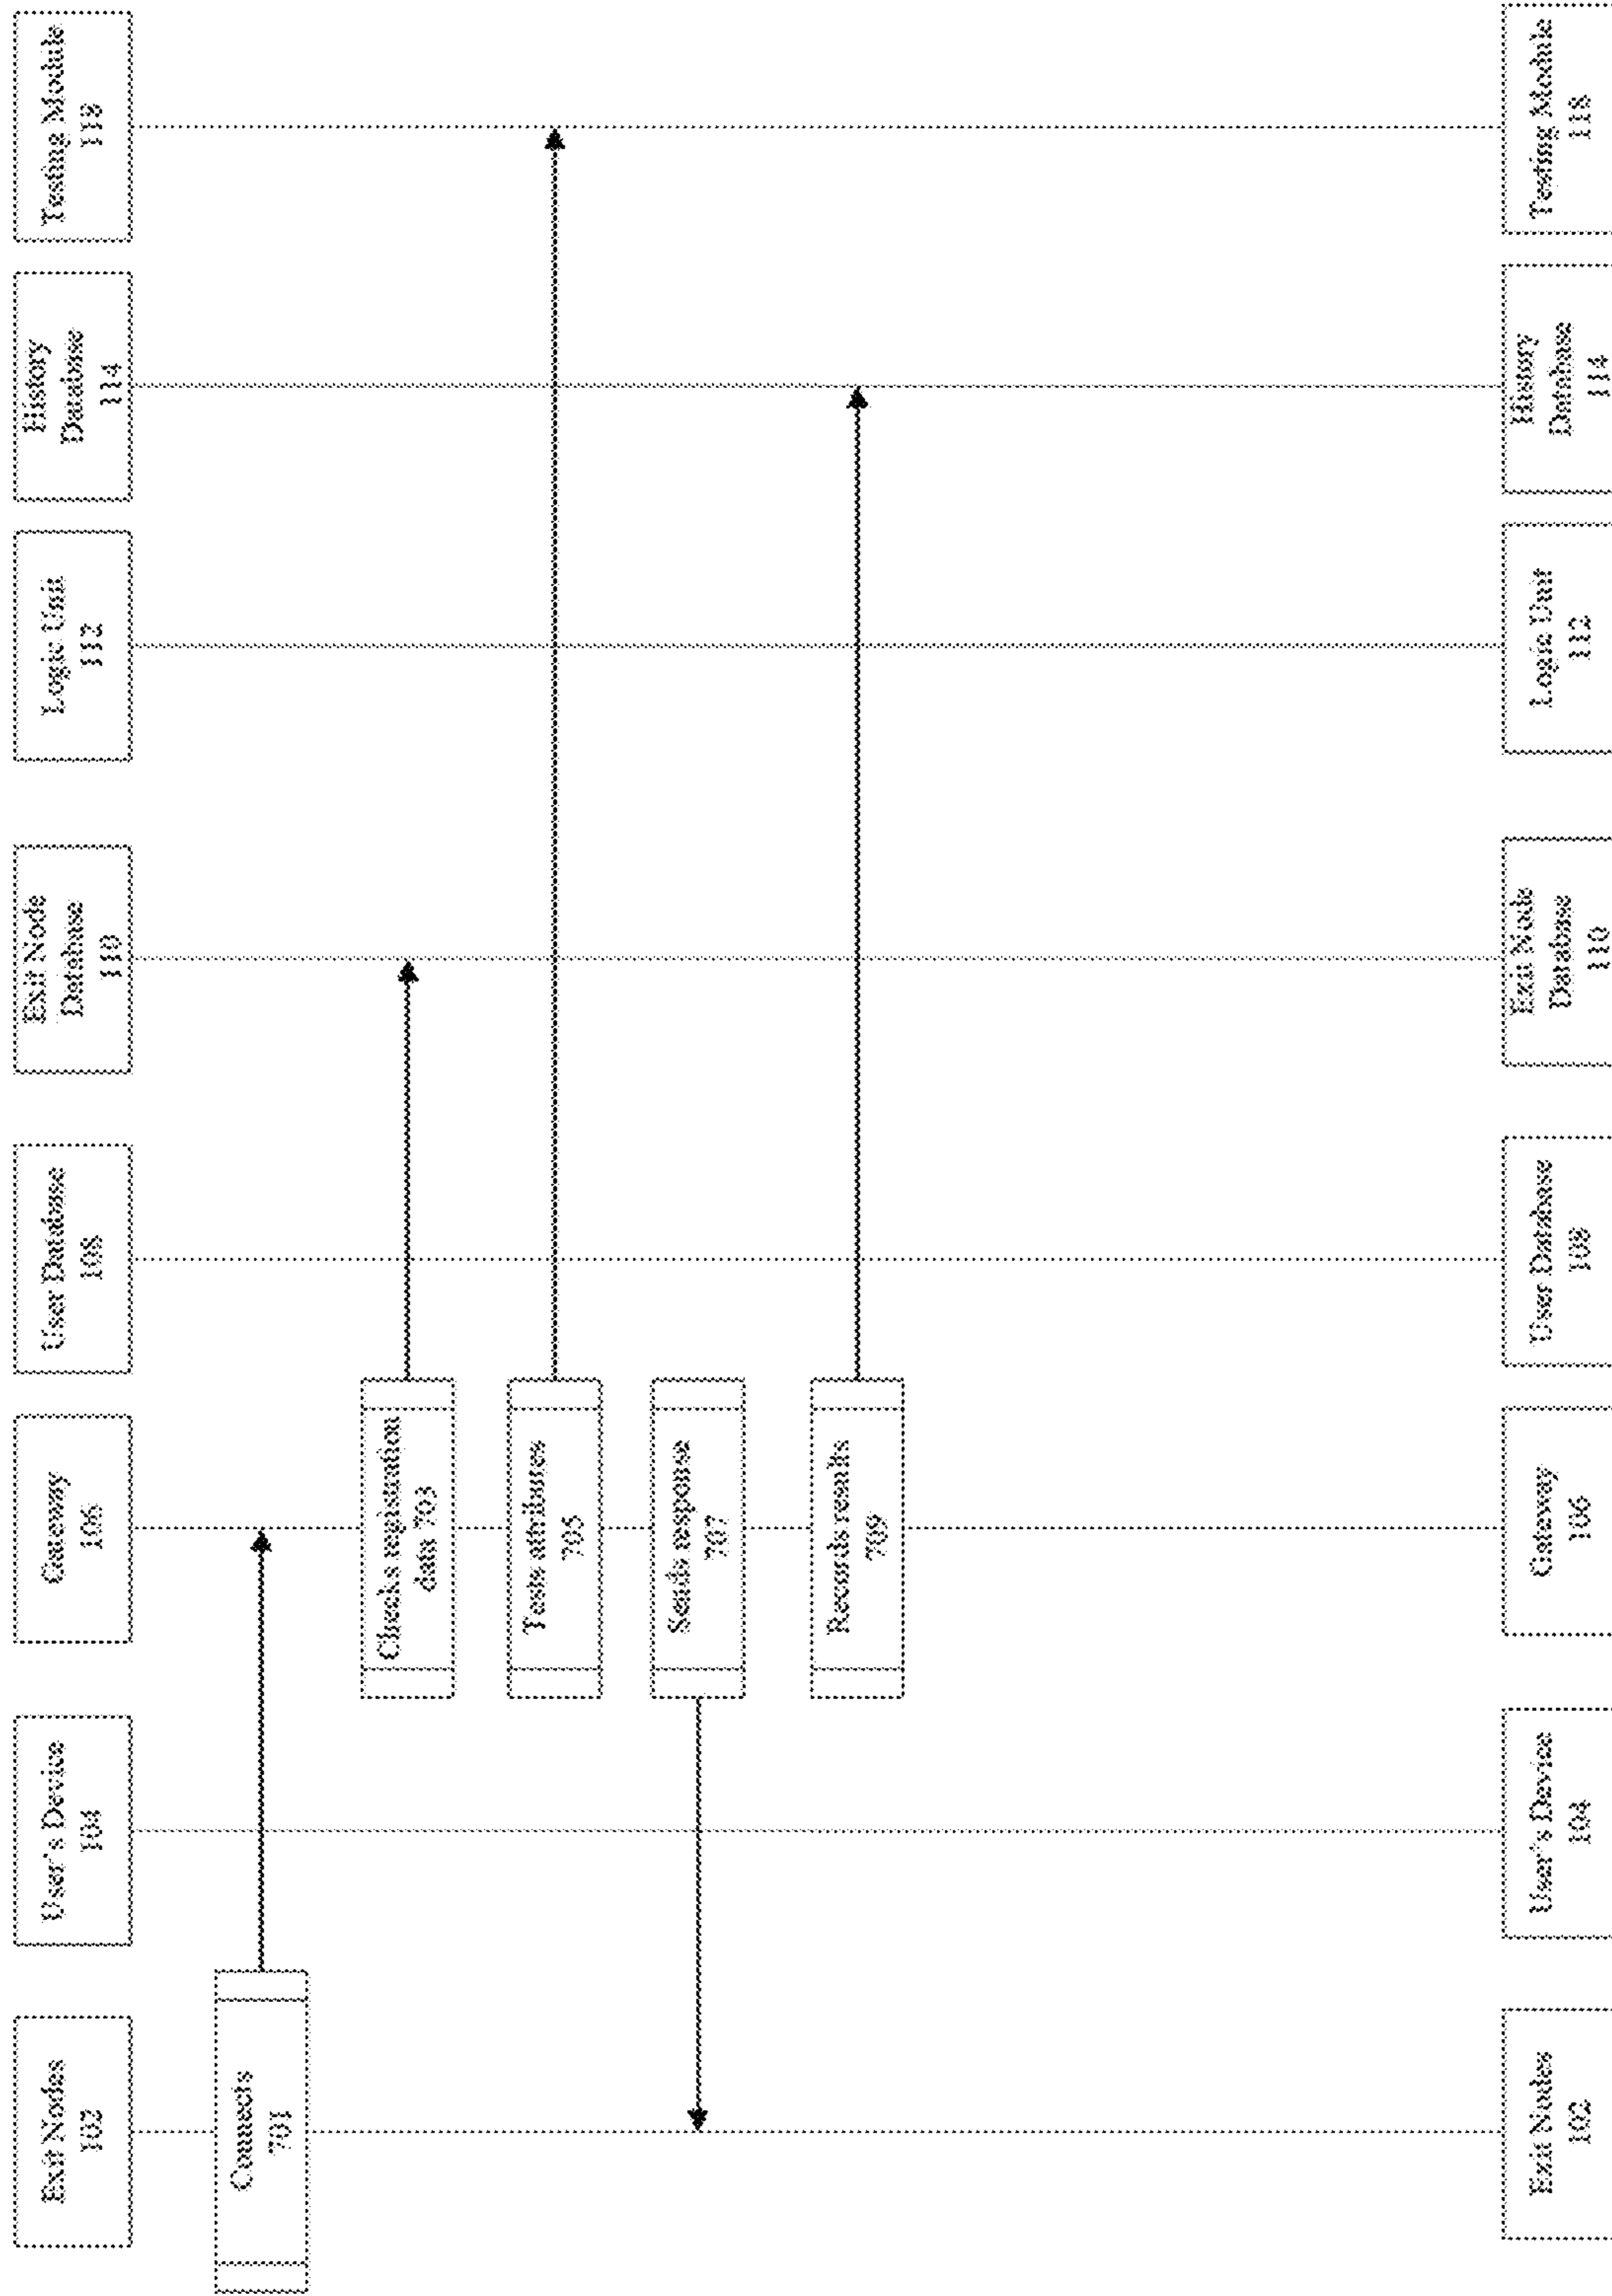 Exit Nodes
102
User's Device
104
Gateway
106
User Database
108
Exit Node
Database
110
Logic Unit
112
History
Database
114
Testing Module
118
Connects
701
Checks registration
data 703
Tests attributes
705
Sends response
707
Records results
709
Exit Nodes
102
User's Device
104
Gateway
106
User Database
108
Exit Node
Database
110
Logic Unit
112
History
Database
114
Testing Module
118